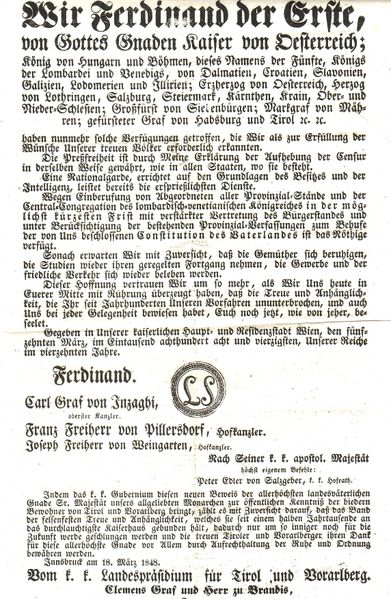 Wir Ferdinand der Erste,
von Gottes Gnaden Kaiser von Oesterreich;
König von Hungarn und Böhmen, dieses Namens der Fünfte, König
der Lombardei und Venedigs, von Dalmatien, Croatien, Slavonien,
Galizien, Lodomerien und Illirien; Erzherzog von Oesterreich, Herzog
von Lothringen, Salzburg, Steiermark, Kärnthen, Krain, Ober- und
Nieder-Schlesien; Großfürst von Siebenbürgen; Markgraf von Mäh-
ren; gefürsteter Graf von Habsburg und Tirol ꝛc. ꝛc.
haben nunmehr solche Verfügungen getroffen, die Wir als zur Erfüllung der
Wünsche Unserer treuen Völker erforderlich erkannten.
Die Preßfreiheit ist durch Meine Erklärung der Aufhebung der Censur
in derselben Weise gewährt, wie in allen Staaten, wo sie besteht.
Eine Nationalgarde, errichtet auf den Grundlagen des Besitzes und der
Intelligenz, leistet bereits die ersprießlichsten Dienste.
Wegen Einberufung von Abgeordneten aller Provinzial-Stände und der
Central-Congregation des lombardisch-venetianischen Königreichs in der mög-
lichst kürzesten Frist mit verstärkter Vertretung des Bürgerstandes und
unter Berücksichtigung der bestehenden Provinzial-Verfassungen zum Behufe
der von Uns beschlossenen Constitution des Vaterlandes ist das Nöthige
verfügt.
Sonach erwarten Wir mit Zuversicht, daß die Gemüther sich beruhigen,
die Studien wieder ihren geregelten Fortgang nehmen, die Gewerbe und der
friedliche Verkehr sich wieder beleben werden.
Dieser Hoffnung vertrauen Wir um so mehr, als Wir Uns heute in
Euerer Mitte mit Rührung überzeugt haben, daß die Treue und Anhänglich-
keit, die Ihr seit Jahrhunderten Unseren Vorfahren ununterbrochen, und auch
Uns bei jeder Gelegenheit bewiesen habet, Euch noch jetzt, wie von jeher, be-
seelet.
Gegeben in Unserer kaiserlichen Haupt- und Residenzstadt Wien, den fünf-
zehnten März, im Eintausend achthundert acht und vierzigsten, Unserer Reiche
im vierzehnten Jahre.
Ferdinand.
LS
Carl Graf von Inzaghi,
oberster Kanzler.
Franz Freiherr von Pillersdorf, Hofkanzler.
Joseph Freiherr von Weingarten, Hofkanzler.
Nach Seiner k. k. apostol. Majestät
höchst eigenem Befehle:
Peter Edler von Salzgeber, k. k. Hofrath.
Indem das k. k. Gubernium diesen neuen Beweis der allerhöchsten landesväterlichen
Gnade Sr. Majestät unsers allgeliebten Monarchen zur öffentlichen Kenntniß der biedern
Bewohner von Tirol und Vorarlberg bringt, zählt es mit Zuversicht darauf, daß das Band
der felsenfesten Treue und Anhänglichkeit, welches sie seit einem halben Jahrtausende an
das durchlauchtigste Kaiserhaus gebunden hält, dadurch nur um so inniger noch für die
Zukunft werde geschlungen werden und die treuen Tiroler und Vorarlberger ihren Dank
für diese allerhöchste Gnade vor Allem durch Aufrechthaltung der Ruhe und Ordnung
bewähren werden.
Innsbruck am 18. März 1848.
Vom k. k. Landespräsidium für Tirol und Vorarlberg.
Clemens Graf und Herr zu Brandis,